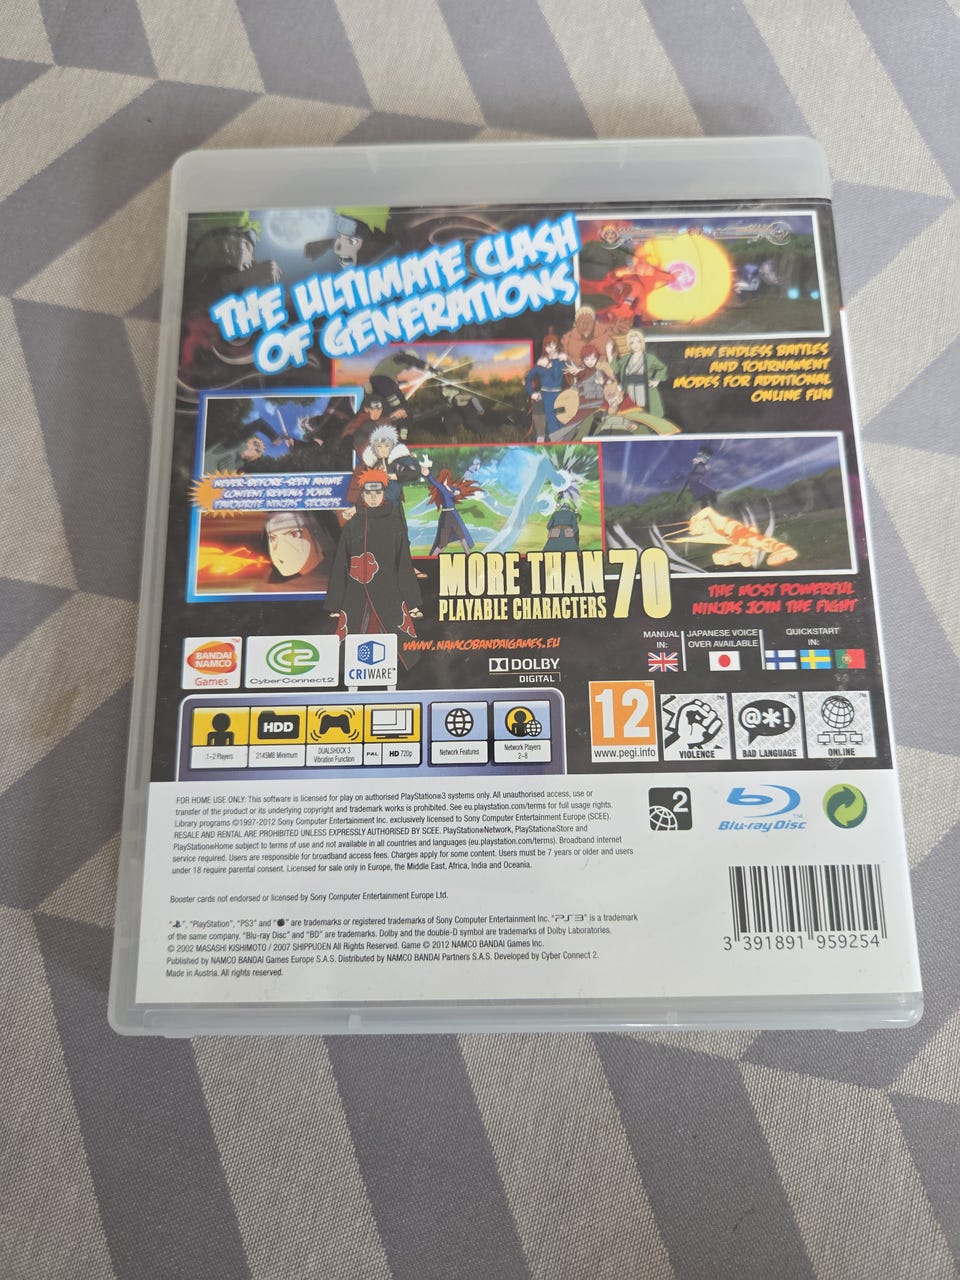 THE ULTIMATE CLASH
OF GENERATIONS
NEW ENDLESS BATTLES
AND TOURNAMENT
MODES FOR ADDITIONAL
ONLINE FUN
NEVER-BEFORE-SEEN ANIME
CONTENT REVEALS YOUR
FAVOURITE NINJAS' SECRETS
MORE THAN 70
PLAYABLE CHARACTERS
THE MOST POWERFUL
NINJAS JOIN THE FIGHT
WWW.NAMCOBANDAIGAMES.EU
MANUAL
IN:
JAPANESE VOICE
OVER AVAILABLE
QUICKSTART
IN:
BANDAI
NAMCO
Games
CyberConnect2
CRIWARE™
DOLBY
DIGITAL
HDD
1-2 Players
2145MB Minimum
DUALSHOCK 3
Vibration Function
PAL
HD 720p
Network Features
Network Players
2-8
12
www.pegi.info
VIOLENCE
@*!
BAD LANGUAGE
ONLINE
FOR HOME USE ONLY: This software is licensed for play on authorised PlayStation®3 systems only. All unauthorised access, use or
transfer of the product or its underlying copyright and trademark works is prohibited. See eu.playstation.com/terms for full usage rights.
Library programs ©1997-2012 Sony Computer Entertainment Inc. exclusively licensed to Sony Computer Entertainment Europe (SCEE).
RESALE AND RENTAL ARE PROHIBITED UNLESS EXPRESSLY AUTHORISED BY SCEE. PlayStation®Network, PlayStation®Store and
PlayStation®Home subject to terms of use and not available in all countries and languages (eu.playstation.com/terms). Broadband internet
service required. Users are responsible for broadband access fees. Charges apply for some content. Users must be 7 years or older and users
under 18 require parental consent. Licensed for sale only in Europe, the Middle East, Africa, India and Oceania.
2
Blu-ray Disc™
Booster cards not endorsed or licensed by Sony Computer Entertainment Europe Ltd.
" ", "PlayStation", "PS3" and " " are trademarks or registered trademarks of Sony Computer Entertainment Inc. "PS3" is a trademark
of the same company. "Blu-ray Disc" and "BD" are trademarks. Dolby and the double-D symbol are trademarks of Dolby Laboratories.
© 2002 MASASHI KISHIMOTO / 2007 SHIPPUDEN All Rights Reserved. Game © 2012 NAMCO BANDAI Games Inc.
Published by NAMCO BANDAI Games Europe S.A.S. Distributed by NAMCO BANDAI Partners S.A.S. Developed by Cyber Connect 2.
Made in Austria. All rights reserved.
3 391891 959254